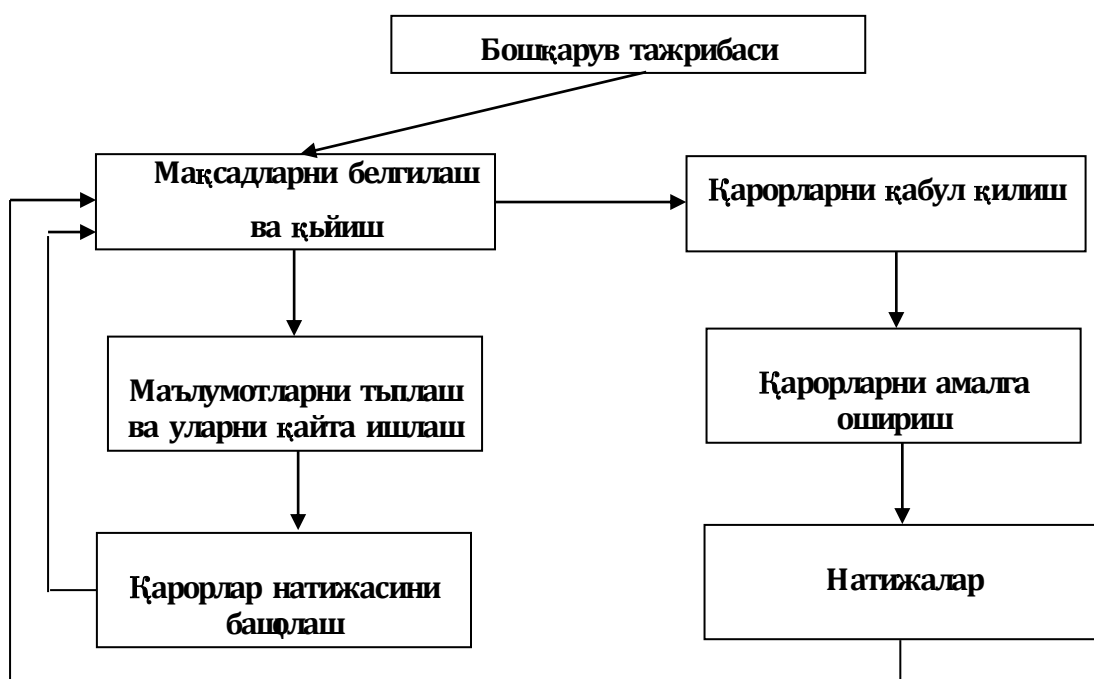 Бошқарув тажрибаси
Мақсадларни белгилаш
ва қьйиш
Қарорларни қабул қилиш
Маълумотларни тьплаш
ва уларни қайта ишлаш
Қарорларни амалга
ошириш
Қарорлар натижасини
Натижалар